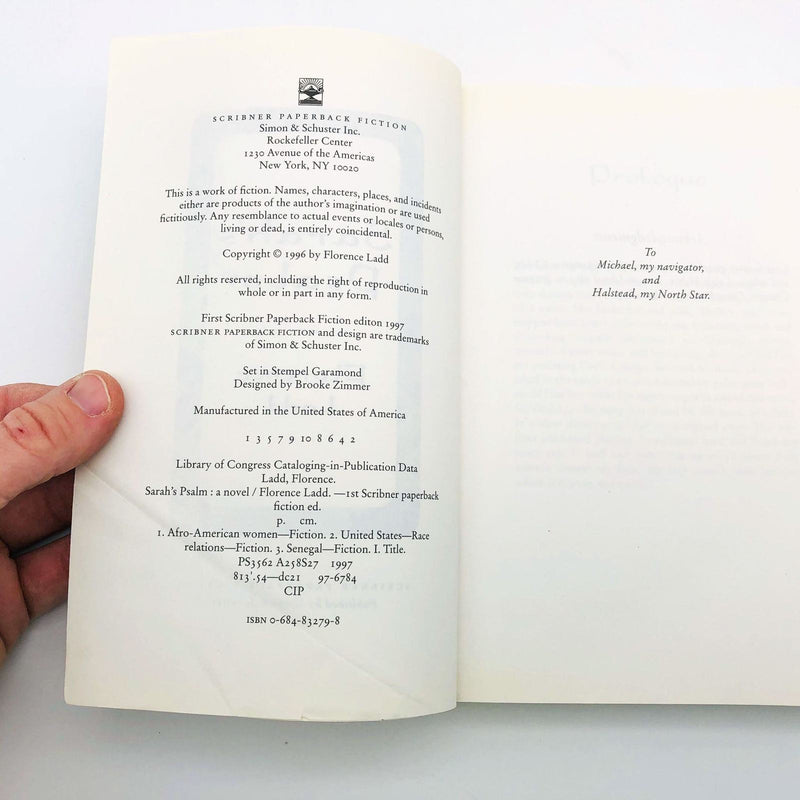 SCRIBNER PAPERBACK FICTION
Simon & Schuster Inc.
Rockefeller Center
1230 Avenue of the Americas
New York, NY 10020
This is a work of fiction. Names, characters, places, and incidents
either are products of the author's imagination or are used
fictitiously. Any resemblance to actual events or locales or persons,
living or dead, is entirely coincidental.
Copyright © 1996 by Florence Ladd
All rights reserved, including the right of reproduction in
whole or in part in any form.
First Scribner Paperback Fiction editon 1997
SCRIBNER PAPERBACK FICTION and design are trademarks
of Simon & Schuster Inc.
Set in Stempel Garamond
Designed by Brooke Zimmer
Manufactured in the United States of America
1 3 5 7 9 10 8 6 4 2
Library of Congress Cataloging-in-Publication Data
Ladd, Florence.
Sarah's Psalm : a novel / Florence Ladd. —1st Scribner paperback
fiction ed.
p. cm.
1. Afro-American women—Fiction. 2. United States—Race
relations—Fiction. 3. Senegal—Fiction. I. Title.
PS3562 A258S27 1997
813'.54—dc21 97-6784
CIP
ISBN 0-684-83279-8
To
Michael, my navigator,
and
Halstead, my North Star.
Prologue